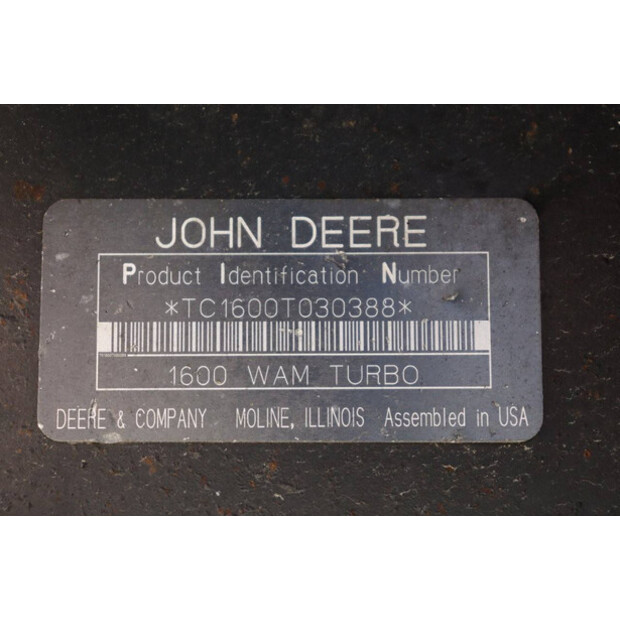 JOHN DEERE
Product Identification Number
*TC1600T030388*
1600 WAM TURBO
DEERE & COMPANY MOLINE, ILLINOIS Assembled in USA